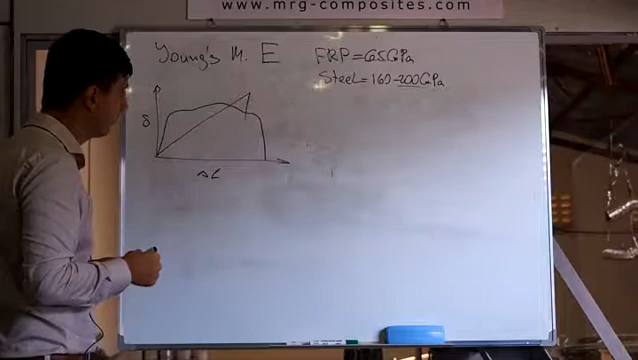 www.mrg-composites.com
Young's M. E
FRP=65GPa
Steel=160-200GPa
δ
ΔL